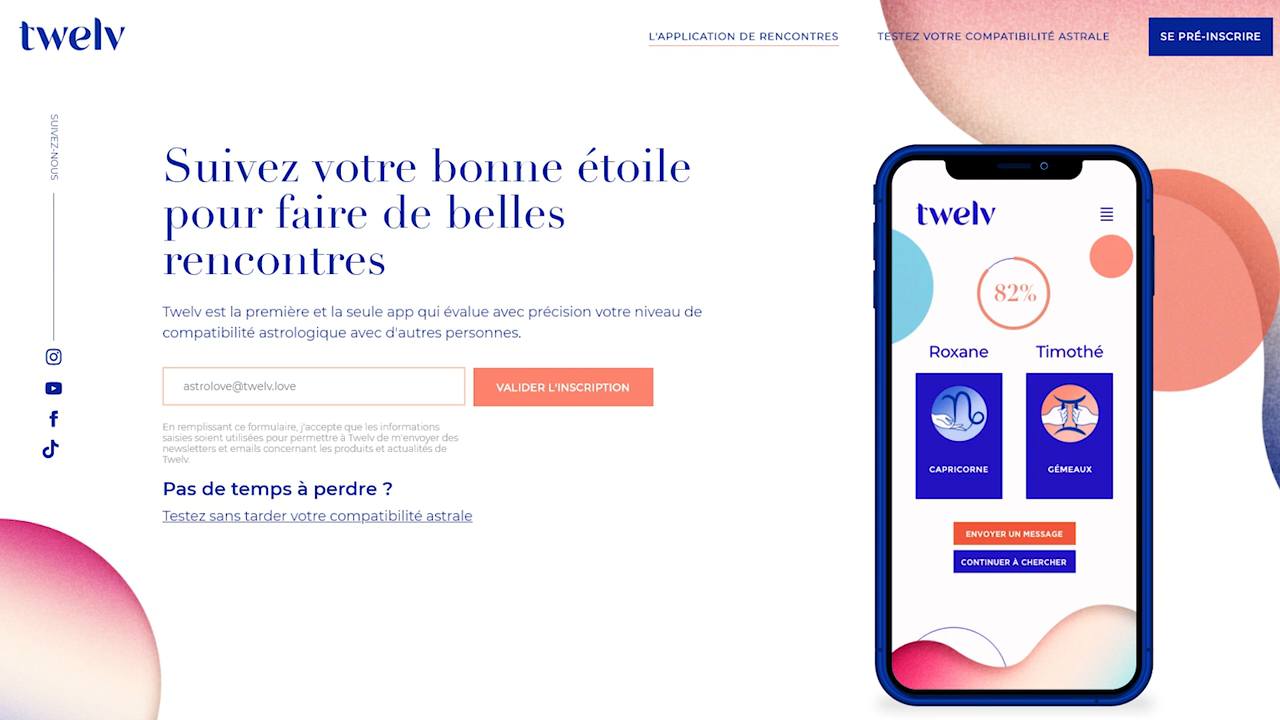 twelv
L'APPLICATION DE RENCONTRES
TESTEZ VOTRE COMPATIBILITÉ ASTRALE
SE PRÉ-INSCRIRE
SUIVEZ-NOUS
Suivez votre bonne étoile
pour faire de belles
rencontres
Twelv est la première et la seule app qui évalue avec précision votre niveau de
compatibilité astrologique avec d'autres personnes.
astrolove@twelv.love
VALIDER L'INSCRIPTION
En remplissant ce formulaire, j'accepte que les informations
saisies soient utilisées pour permettre à Twelv de m'envoyer des
newsletters et emails concernant les produits et actualités de
Twelv.
Pas de temps à perdre ?
Testez sans tarder votre compatibilité astrale
twelv
82%
Roxane
Timothé
CAPRICORNE
GÉMEAUX
ENVOYER UN MESSAGE
CONTINUER À CHERCHER